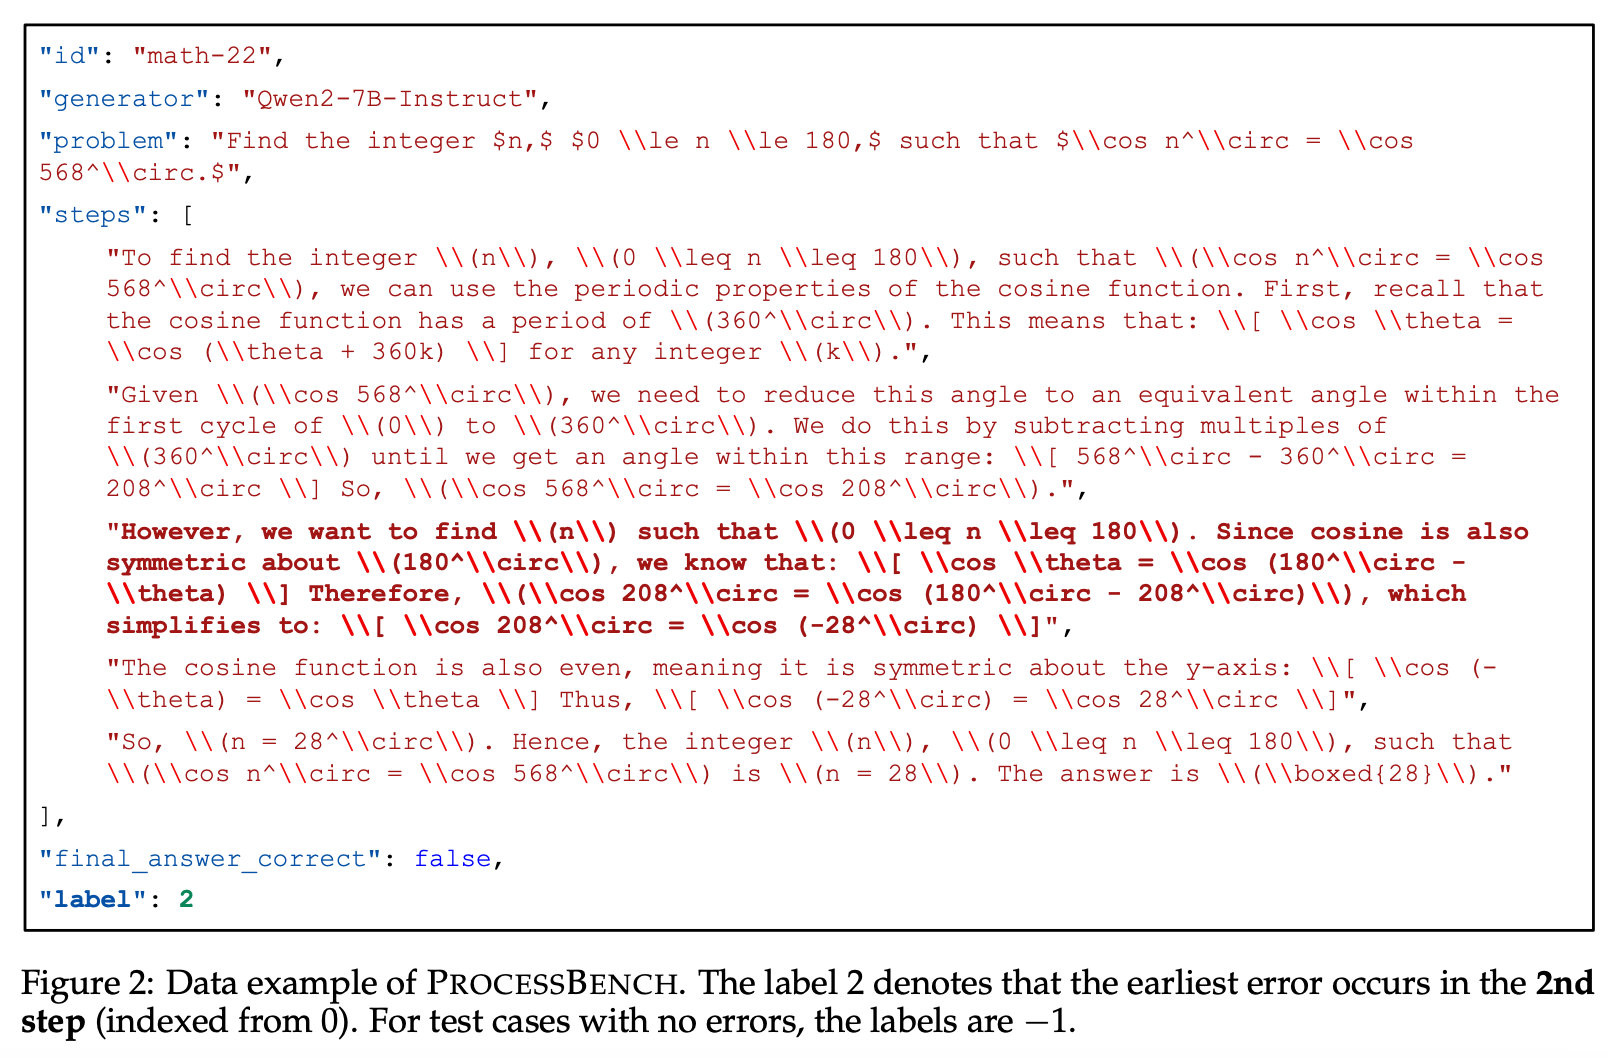 "id": "math-22",
"generator": "Qwen2-7B-Instruct",
"problem": "Find the integer $n,$ $0 \\le n \\le 180,$ such that $\\cos n^\\circ = \\cos
568^\\circ.$",
"steps": [
"To find the integer \\(n\\), \\(0 \\leq n \\leq 180\\), such that \\(\\cos n^\\circ = \\cos
568^\\circ\\), we can use the periodic properties of the cosine function. First, recall that
the cosine function has a period of \\(360^\\circ\\). This means that: \\[ \\cos \\theta =
\\cos (\\theta + 360k) \\] for any integer \\(k\\).",
"Given \\(\\cos 568^\\circ\\), we need to reduce this angle to an equivalent angle within the
first cycle of \\(0\\) to \\(360^\\circ\\). We do this by subtracting multiples of
\\(360^\\circ\\) until we get an angle within this range: \\[ 568^\\circ - 360^\\circ =
208^\\circ \\] So, \\(\\cos 568^\\circ = \\cos 208^\\circ\\).",
"However, we want to find \\(n\\) such that \\(0 \\leq n \\leq 180\\). Since cosine is also
symmetric about \\(180^\\circ\\), we know that: \\[ \\cos \\theta = \\cos (180^\\circ -
\\theta) \\] Therefore, \\(\\cos 208^\\circ = \\cos (180^\\circ - 208^\\circ)\\), which
simplifies to: \\[ \\cos 208^\\circ = \\cos (-28^\\circ) \\]",
"The cosine function is also even, meaning it is symmetric about the y-axis: \\[ \\cos (-
\\theta) = \\cos \\theta \\] Thus, \\[ \\cos (-28^\\circ) = \\cos 28^\\circ \\]",
"So, \\(n = 28^\\circ\\). Hence, the integer \\(n\\), \\(0 \\leq n \\leq 180\\), such that
\\(\\cos n^\\circ = \\cos 568^\\circ\\) is \\(n = 28\\). The answer is \\(\\boxed{28}\\)."
],
"final_answer_correct": false,
"label": 2
Figure 2: Data example of PROCESSBENCH. The label 2 denotes that the earliest error occurs in the 2nd
step (indexed from 0). For test cases with no errors, the labels are −1.